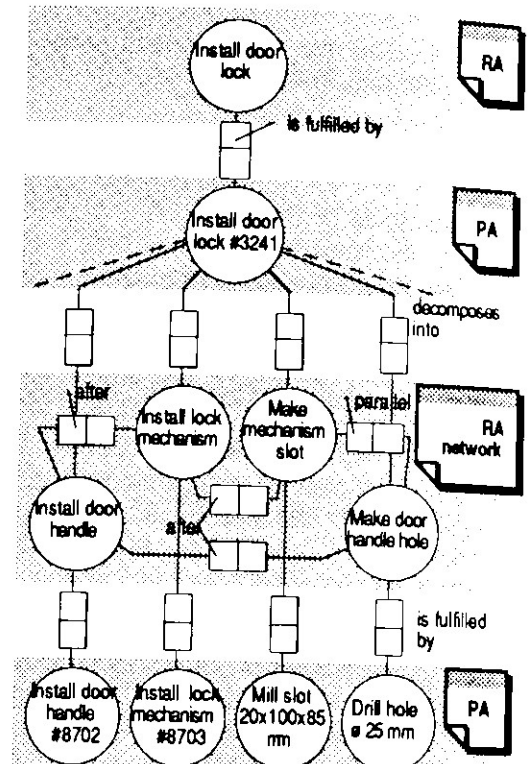 Install door
lock
RA
is fulfilled by
Install door
lock #3241
PA
decomposes
into
after
Install lock
mechanism
Make
mechanism
slot
parallel
RA
network
Install door
handle
after
Make door
handle hole
is fulfilled
by
Install door
handle
#8702
Install lock
mechanism
#8703
Mill slot
20x100x85
mm
Drill hole
ø 25 mm
PA